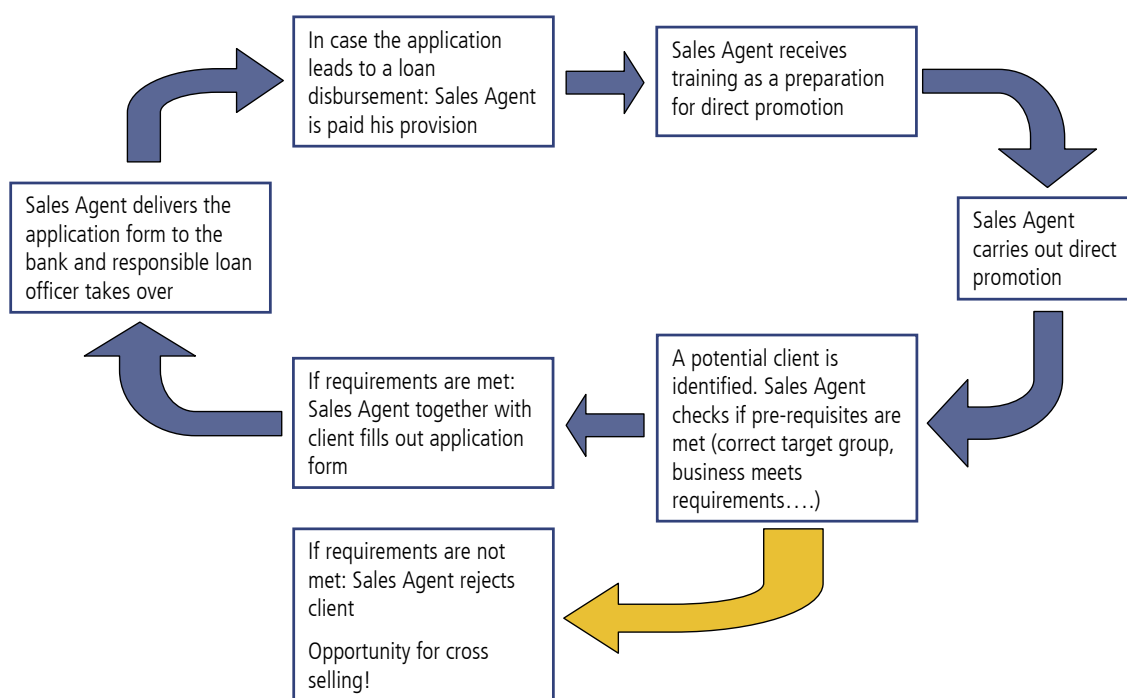 In case the application
leads to a loan
disbursement: Sales Agent
is paid his provision
Sales Agent receives
training as a preparation
for direct promotion
Sales Agent delivers the
application form to the
bank and responsible loan
officer takes over
Sales Agent
carries out direct
promotion
If requirements are met:
Sales Agent together with
client fills out application
form
A potential client is
identified. Sales Agent
checks if pre-requisites are
met (correct target group,
business meets
requirements….)
If requirements are not
met: Sales Agent rejects
client
Opportunity for cross
selling!